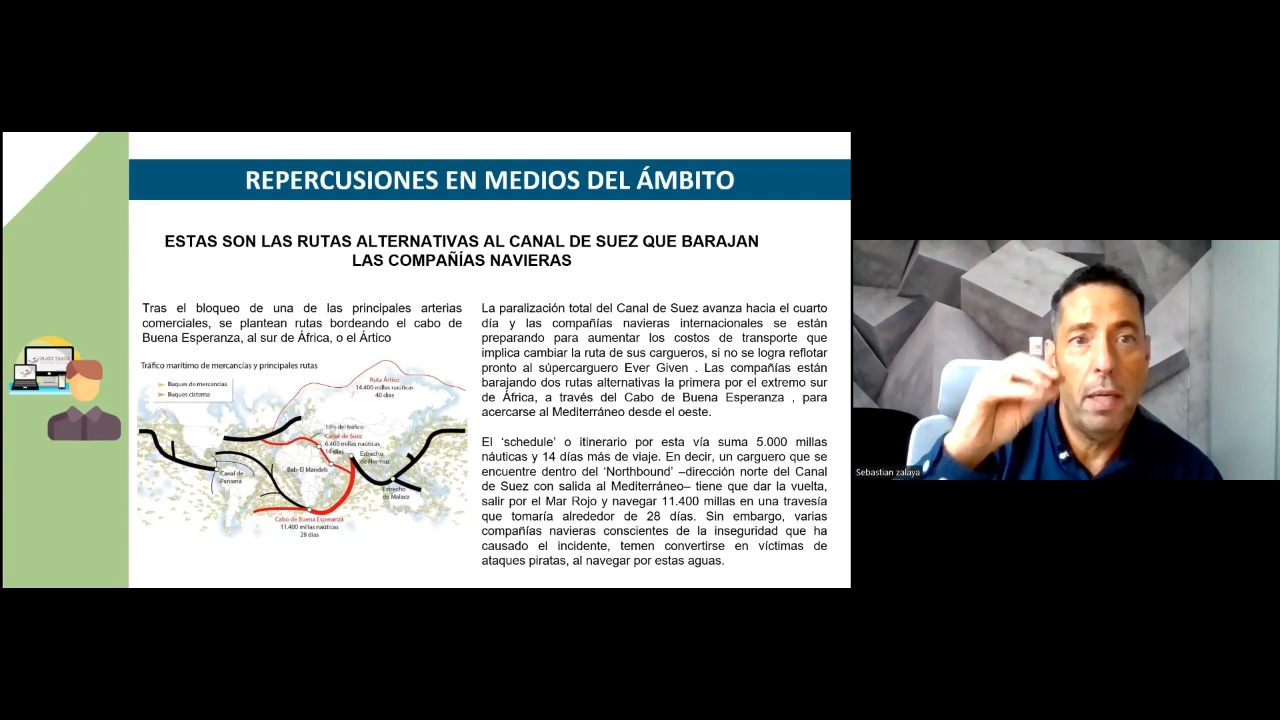 REPERCUSIONES EN MEDIOS DEL ÁMBITO
ESTAS SON LAS RUTAS ALTERNATIVAS AL CANAL DE SUEZ QUE BARAJAN
LAS COMPAÑÍAS NAVIERAS
Tras el bloqueo de una de las principales arterias
comerciales, se plantean rutas bordeando el cabo de
Buena Esperanza, al sur de África, o el Ártico
Tráfico marítimo de mercancías y principales rutas
Buques de mercancías
Buques cisterna
Ruta Ártico
14.400 millas naúticas
40 días
10% del tráfico
Canal de Suez
6.400 millas naúticas
14 días
Estrecho
de Hormuz
Bab-El Mandeb
Canal de
Panamá
Estrecho
de Malaca
Cabo de Buena Esperanza
11.400 millas naúticas
28 días
La paralización total del Canal de Suez avanza hacia el cuarto
día y las compañías navieras internacionales se están
preparando para aumentar los costos de transporte que
implica cambiar la ruta de sus cargueros, si no se logra reflotar
pronto al súpercarguero Ever Given . Las compañías están
barajando dos rutas alternativas la primera por el extremo sur
de África, a través del Cabo de Buena Esperanza , para
acercarse al Mediterráneo desde el oeste.
El ‘schedule’ o itinerario por esta vía suma 5.000 millas
náuticas y 14 días más de viaje. En decir, un carguero que se
encuentre dentro del ‘Northbound’ –dirección norte del Canal
de Suez con salida al Mediterráneo– tiene que dar la vuelta,
salir por el Mar Rojo y navegar 11.400 millas en una travesía
que tomaría alrededor de 28 días. Sin embargo, varias
compañías navieras conscientes de la inseguridad que ha
causado el incidente, temen convertirse en víctimas de
ataques piratas, al navegar por estas aguas.
Sebastian zalaya